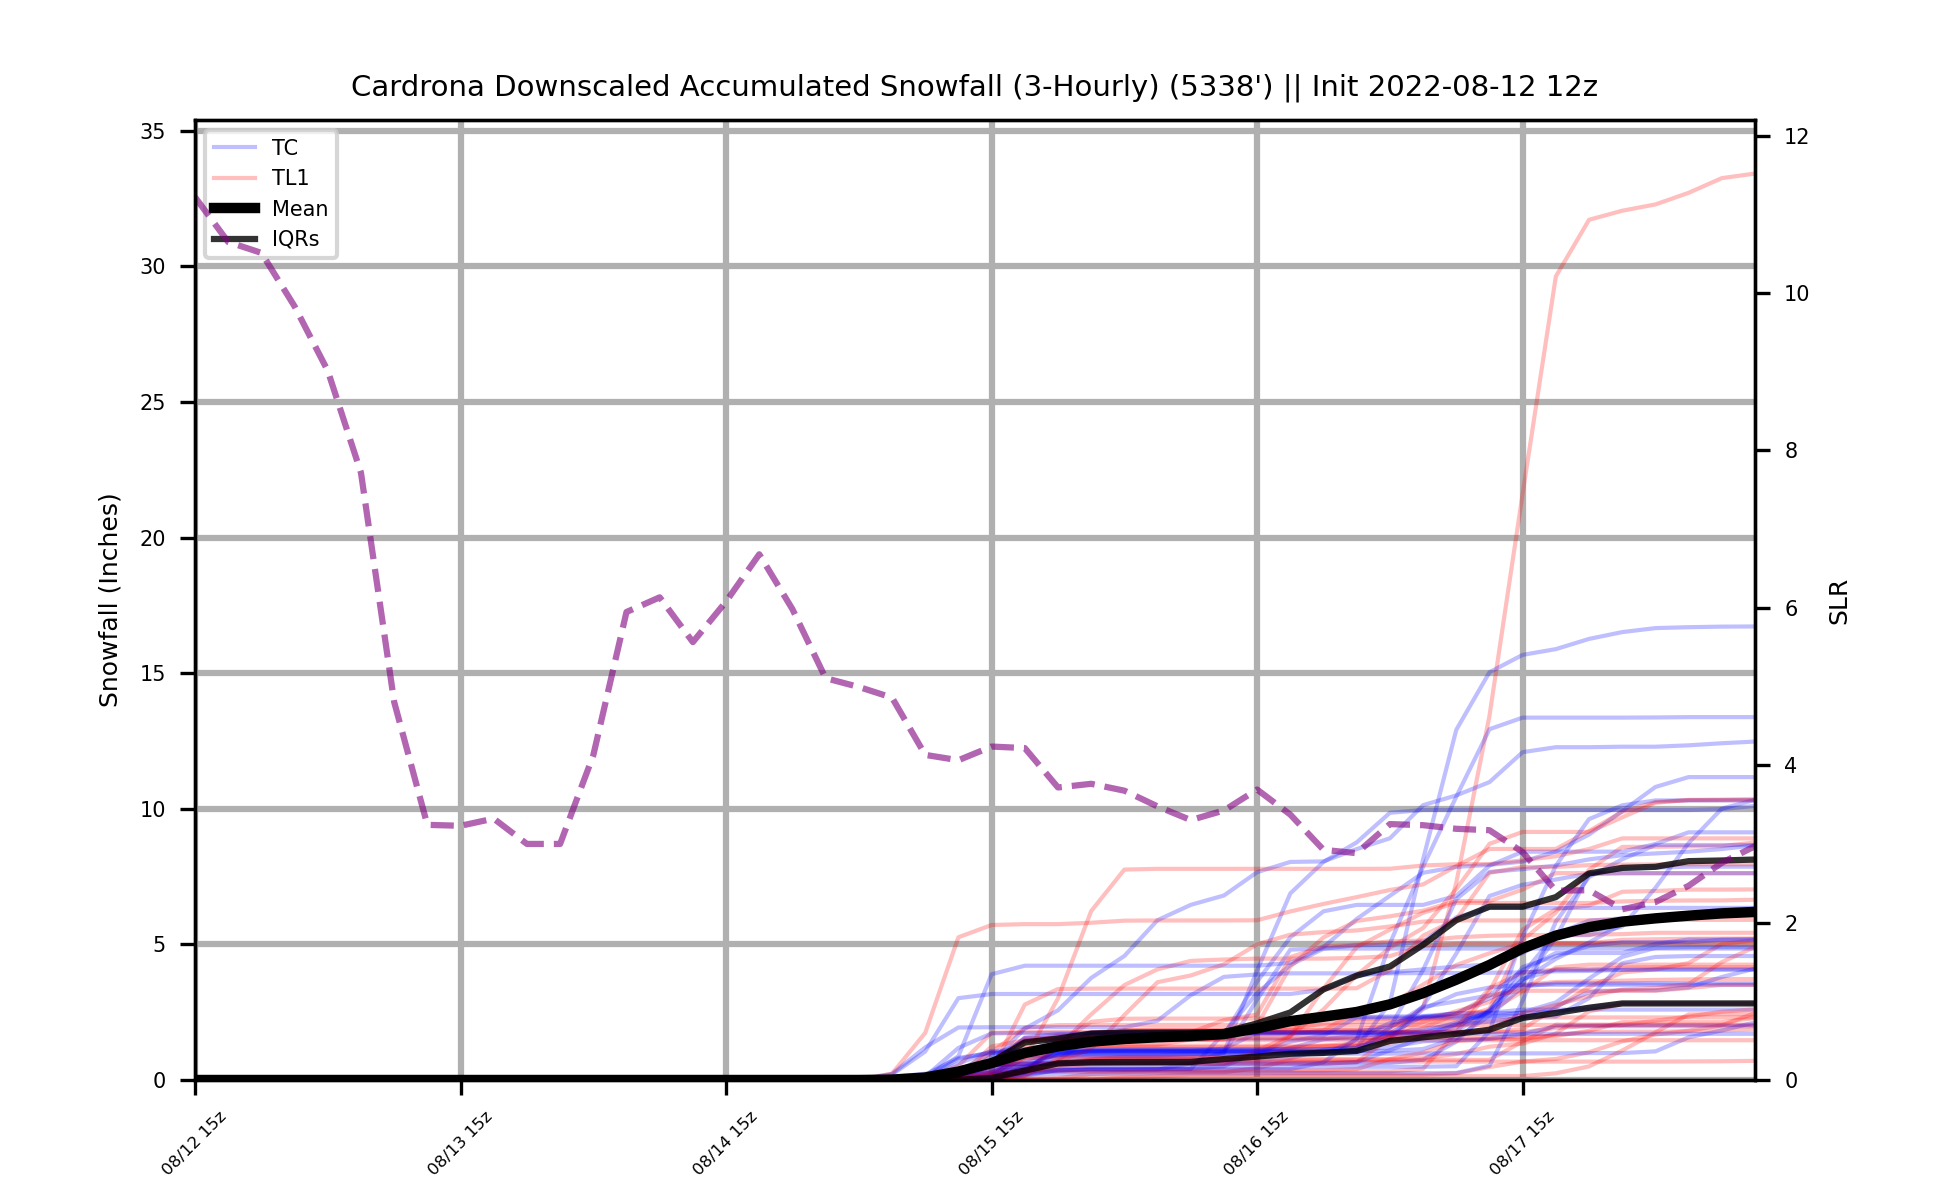 Cardrona Downscaled Accumulated Snowfall (3-Hourly) (5338') || Init 2022-08-12 12z
TC
TL1
Mean
IQRs
Snowfall (Inches)
35
30
25
20
15
10
5
0
12
10
8
6
4
2
0
SLR
08/12 15z
08/13 15z
08/14 15z
08/15 15z
08/16 15z
08/17 15z